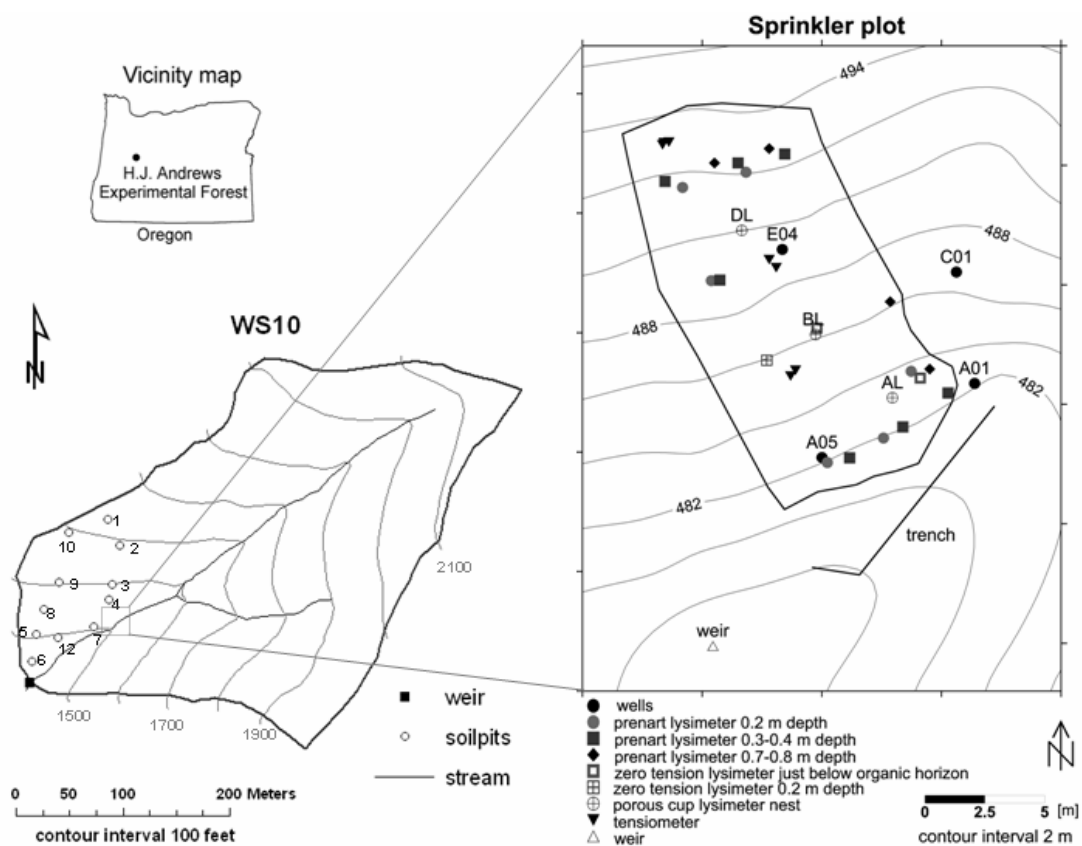 Sprinkler plot
Vicinity map
H.J. Andrews
Experimental Forest
Oregon
N
WS10
1
10
2
9
3
4
8
5
7
12
6
2100
1500
1700
1900
weir
soilpits
stream
0 50 100 200 Meters
contour interval 100 feet
494
DL
E04
488
C01
488
BL
A01
482
AL
A05
482
trench
weir
wells
prenart lysimeter 0.2 m depth
prenart lysimeter 0.3-0.4 m depth
prenart lysimeter 0.7-0.8 m depth
zero tension lysimeter just below organic horizon
zero tension lysimeter 0.2 m depth
porous cup lysimeter nest
tensiometer
weir
N
0 2.5 5 [m]
contour interval 2 m